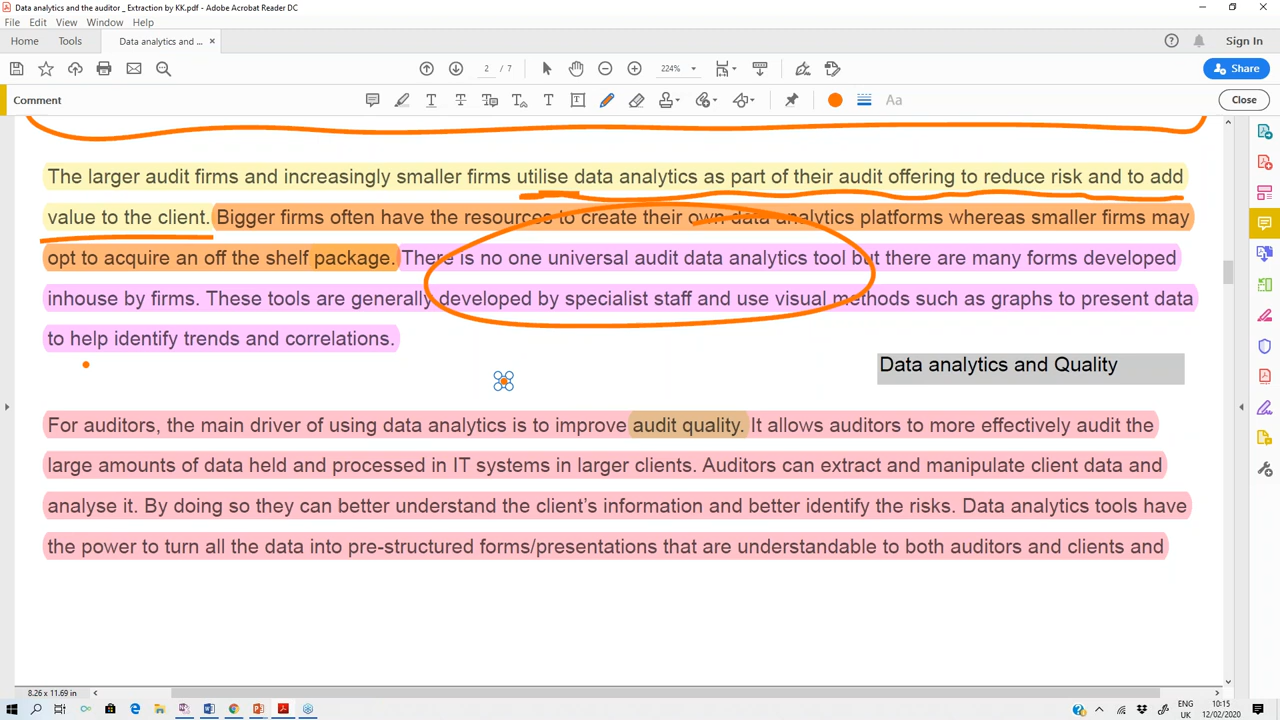 Data analytics and the auditor _ Extraction by KK.pdf - Adobe Acrobat Reader DC
File Edit View Window Help
Home Tools Data analytics and ... × Sign In
2 / 7 224% Share
Comment Aa Close
The larger audit firms and increasingly smaller firms utilise data analytics as part of their audit offering to reduce risk and to add
value to the client. Bigger firms often have the resources to create their own data analytics platforms whereas smaller firms may
opt to acquire an off the shelf package. There is no one universal audit data analytics tool but there are many forms developed
inhouse by firms. These tools are generally developed by specialist staff and use visual methods such as graphs to present data
to help identify trends and correlations.
Data analytics and Quality
For auditors, the main driver of using data analytics is to improve audit quality. It allows auditors to more effectively audit the
large amounts of data held and processed in IT systems in larger clients. Auditors can extract and manipulate client data and
analyse it. By doing so they can better understand the client’s information and better identify the risks. Data analytics tools have
the power to turn all the data into pre-structured forms/presentations that are understandable to both auditors and clients and
8.26 x 11.69 in
ENG 10:15
UK 12/02/2020